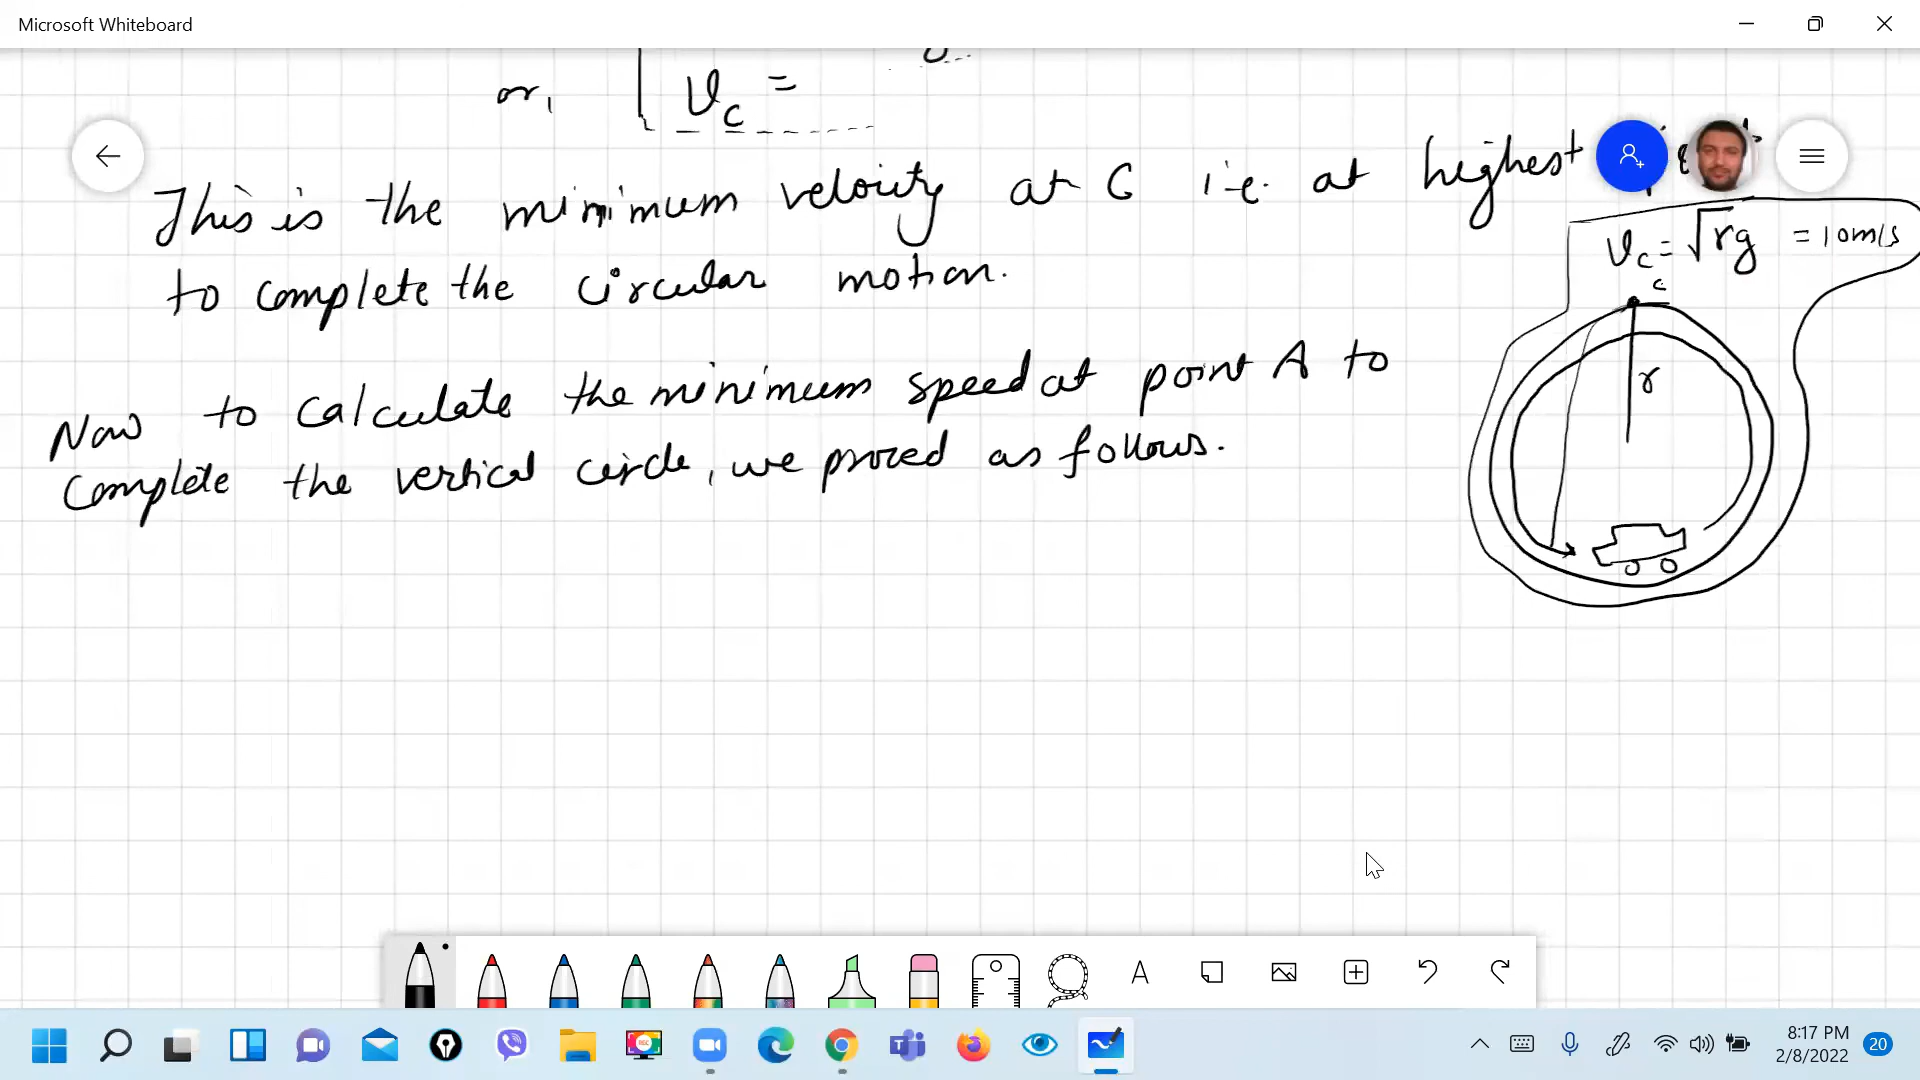 Microsoft Whiteboard
or, Vc =
This is the minimum velocity at C i.e. at highest
to complete the circular motion.
Vc = √rg = 10m/s
c
r
Now to calculate the minimum speed at point A to
complete the vertical circle, we proceed as follows.
A
8:17 PM
2/8/2022
20